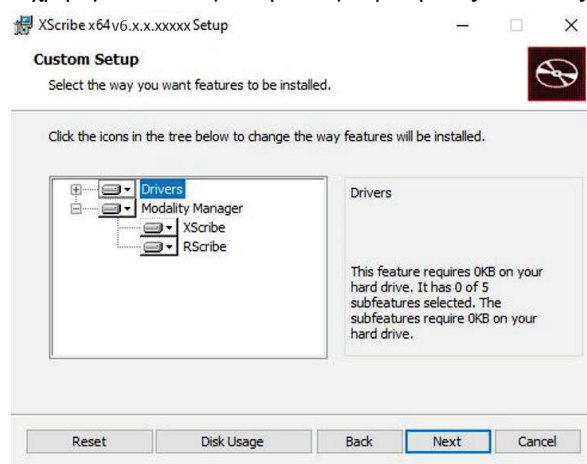 XScribe x64 v6.x.x.xxxxx Setup
Custom Setup
Select the way you want features to be installed.
Click the icons in the tree below to change the way features will be installed.
Drivers
Modality Manager
XScribe
RScribe
Drivers
This feature requires 0KB on your
hard drive. It has 0 of 5
subfeatures selected. The
subfeatures require 0KB on your
hard drive.
Reset
Disk Usage
Back
Next
Cancel